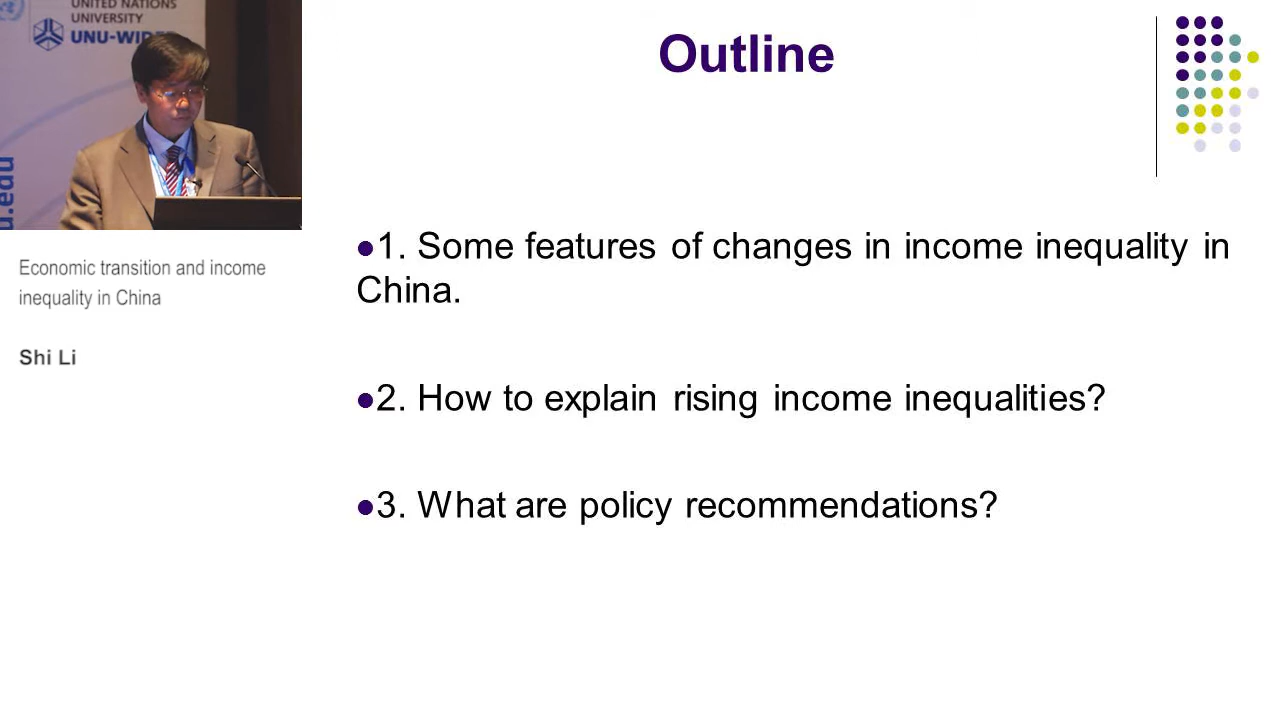 UNITED NATIONS
UNIVERSITY
UNU-WIDER
u.edu
Economic transition and income
inequality in China
Shi Li
Outline
1. Some features of changes in income inequality in
China.
2. How to explain rising income inequalities?
3. What are policy recommendations?